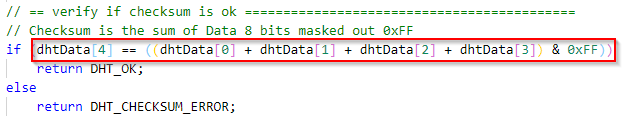 // == verify if checksum is ok ===========================================
// Checksum is the sum of Data 8 bits masked out 0xFF
if (dhtData[4] == ((dhtData[0] + dhtData[1] + dhtData[2] + dhtData[3]) & 0xFF))
return DHT_OK;
else
return DHT_CHECKSUM_ERROR;